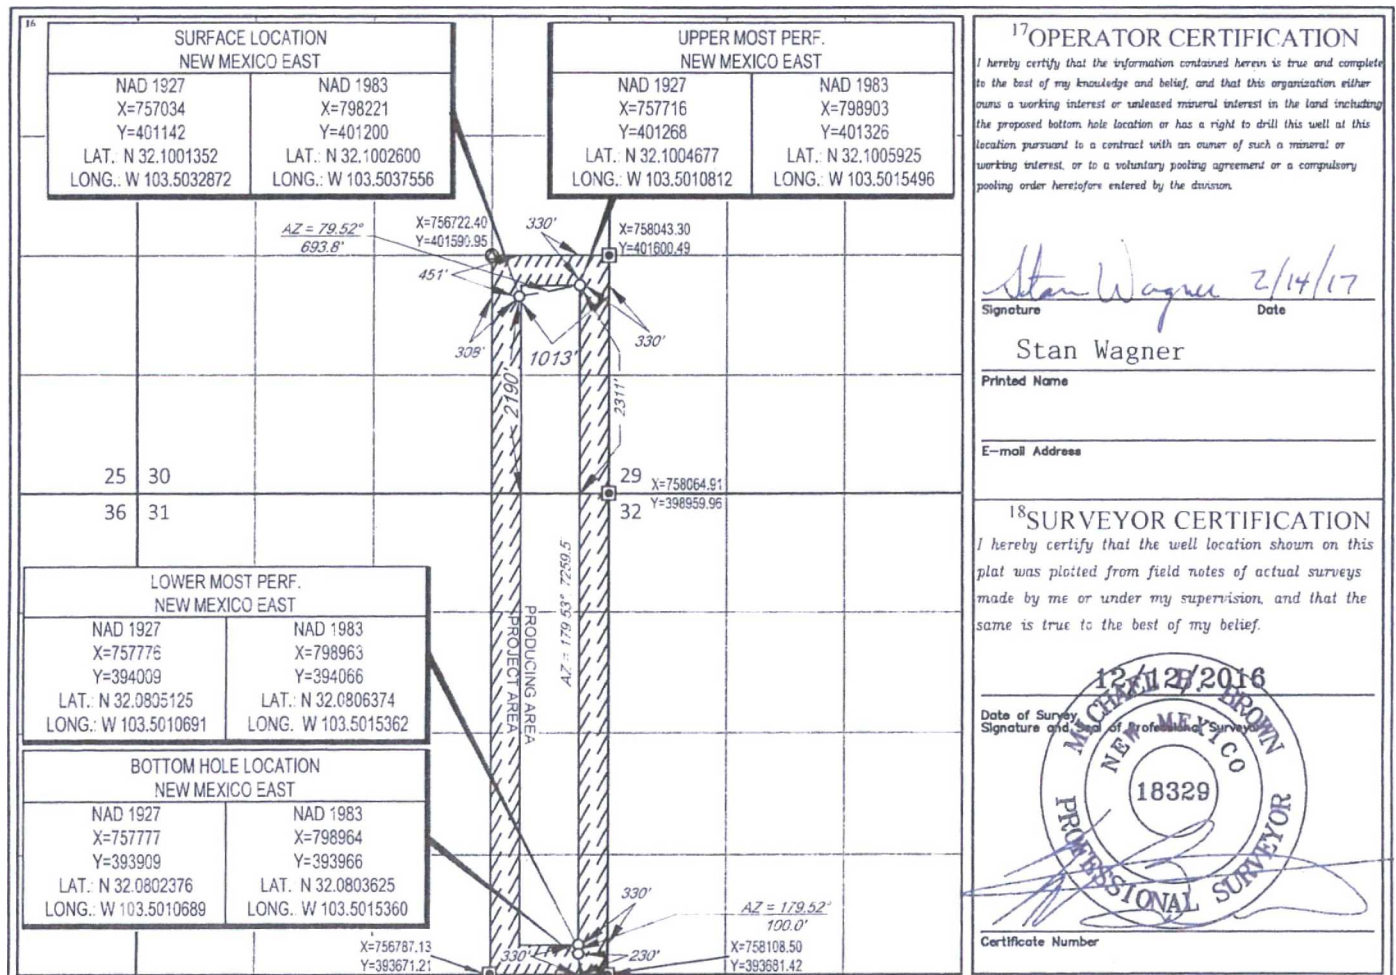 16
SURFACE LOCATION
NEW MEXICO EAST
NAD 1927
X=757034
Y=401142
LAT.: N 32.1001352
LONG.: W 103.5032872
NAD 1983
X=798221
Y=401200
LAT.: N 32.1002600
LONG.: W 103.5037556
UPPER MOST PERF.
NEW MEXICO EAST
NAD 1927
X=757716
Y=401268
LAT.: N 32.1004677
LONG.: W 103.5010812
NAD 1983
X=798903
Y=401326
LAT.: N 32.1005925
LONG.: W 103.5015496
AZ = 79.52°
693.8'
X=756722.40
Y=401590.95
330'
X=758043.30
Y=401600.49
451'
308'
1013'
330'
2190'
2311'
25 30
36 31
29
32
X=758064.91
Y=398959.96
AZ = 179.53° 7259.5
PRODUCING AREA
PROJECT AREA
LOWER MOST PERF.
NEW MEXICO EAST
NAD 1927
X=757776
Y=394009
LAT.: N 32.0805125
LONG.: W 103.5010691
NAD 1983
X=798963
Y=394066
LAT.: N 32.0806374
LONG. W 103.5015362
BOTTOM HOLE LOCATION
NEW MEXICO EAST
NAD 1927
X=757777
Y=393909
LAT.: N 32.0802376
LONG.: W 103.5010689
NAD 1983
X=798964
Y=393966
LAT. N 32.0803625
LONG.. W 103.5015360
330'
AZ = 179.52°
100.0'
X=756787.13
Y=393671.21
330'
230'
X=758108.50
Y=393681.42
17 OPERATOR CERTIFICATION
I hereby certify that the information contained herein is true and complete
to the best of my knowledge and belief, and that this organization either
owns a working interest or unleased mineral interest in the land including
the proposed bottom hole location or has a right to drill this well at this
location pursuant to a contract with an owner of such a mineral or
working interest, or to a voluntary pooling agreement or a compulsory
pooling order heretofore entered by the division.
Stan Wagner 2/14/17
Signature Date
Stan Wagner
Printed Name
E-mail Address
18 SURVEYOR CERTIFICATION
I hereby certify that the well location shown on this
plat was plotted from field notes of actual surveys
made by me or under my supervision, and that the
same is true to the best of my belief.
12/12/2016
Date of Survey
Signature and Seal of Professional Surveyor
MICHAEL B. BROWN
NEW MEXICO
18329
PROFESSIONAL SURVEYOR
Certificate Number